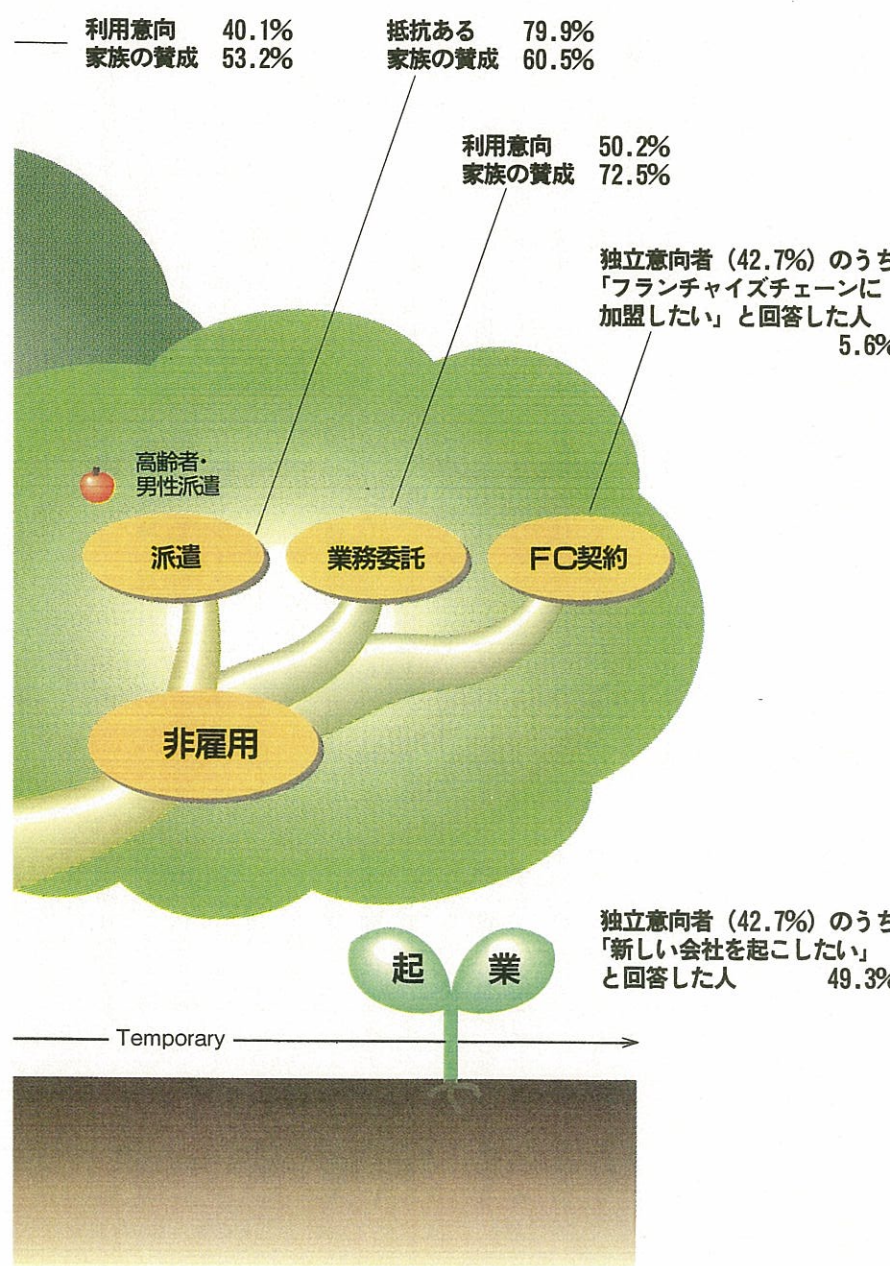 利用意向 40.1%
家族の賛成 53.2%
抵抗ある 79.9%
家族の賛成 60.5%
利用意向 50.2%
家族の賛成 72.5%
独立意向者（42.7%）のうち
「フランチャイズチェーンに
加盟したい」と回答した人
5.6%
高齢者・
男性派遣
派遣
業務委託
FC契約
非雇用
独立意向者（42.7%）のうち
「新しい会社を起こしたい」
と回答した人 49.3%
起 業
Temporary